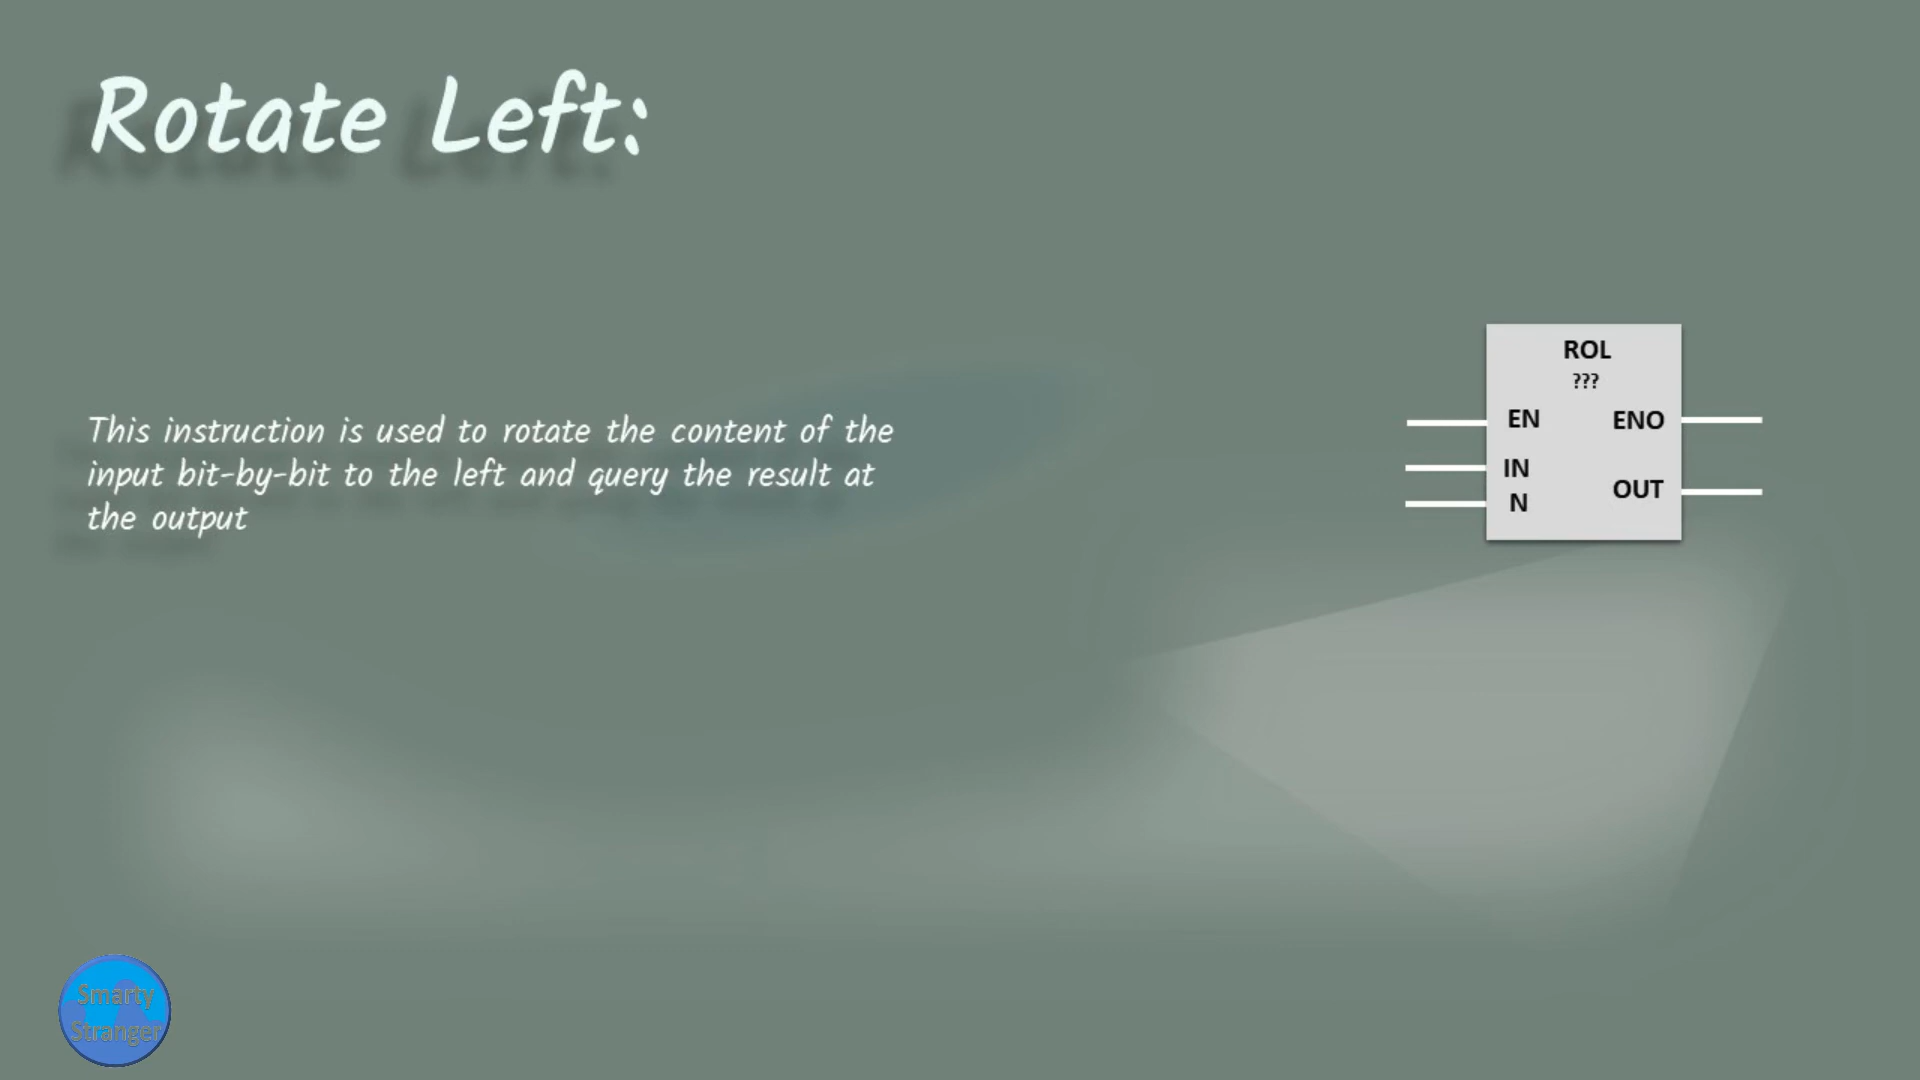 Rotate Left:
This instruction is used to rotate the content of the
input bit-by-bit to the left and query the result at
the output
ROL
???
EN ENO
IN
OUT
N
Smarty
Stranger